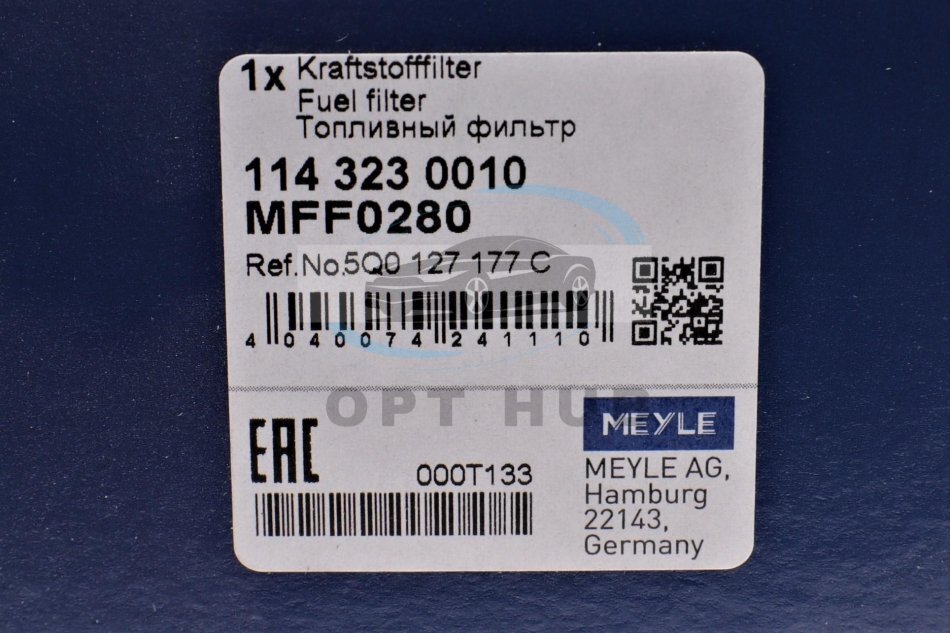 1x Kraftstofffilter
Fuel filter
Топливный фильтр
114 323 0010
MFF0280
Ref.No.5Q0 127 177 C
4 040074 241110
OPT HUB
EAC
000T133
MEYLE
MEYLE AG,
Hamburg
22143,
Germany